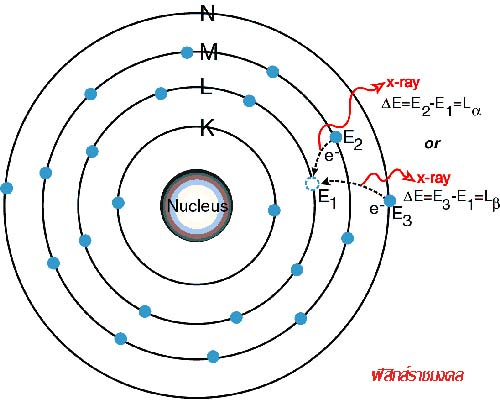 N
M
L
K
Nucleus
x-ray
ΔE=E₂-E₁=Lα
or
E₂
e-
x-ray
E₁
ΔE=E₃-E₁=Lβ
e-
E₃
ฟิสิกส์ราชมงคล